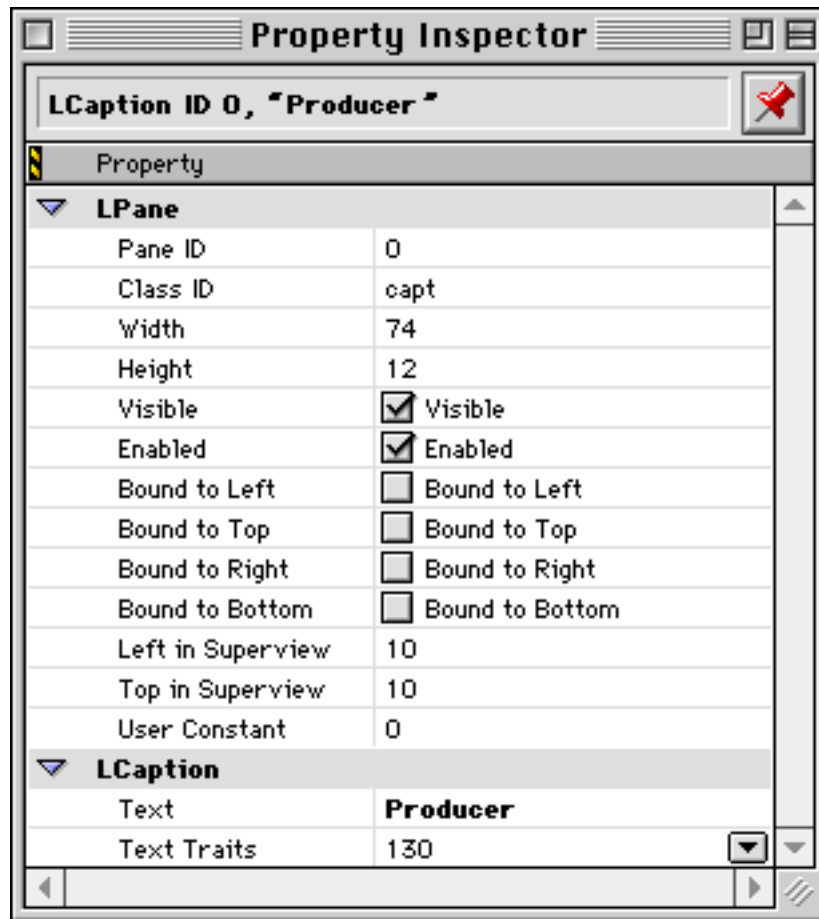 Property Inspector
LCaption ID 0, "Producer"
Property
LPane
Pane ID 0
Class ID capt
Width 74
Height 12
Visible Visible
Enabled Enabled
Bound to Left Bound to Left
Bound to Top Bound to Top
Bound to Right Bound to Right
Bound to Bottom Bound to Bottom
Left in Superview 10
Top in Superview 10
User Constant 0
LCaption
Text Producer
Text Traits 130